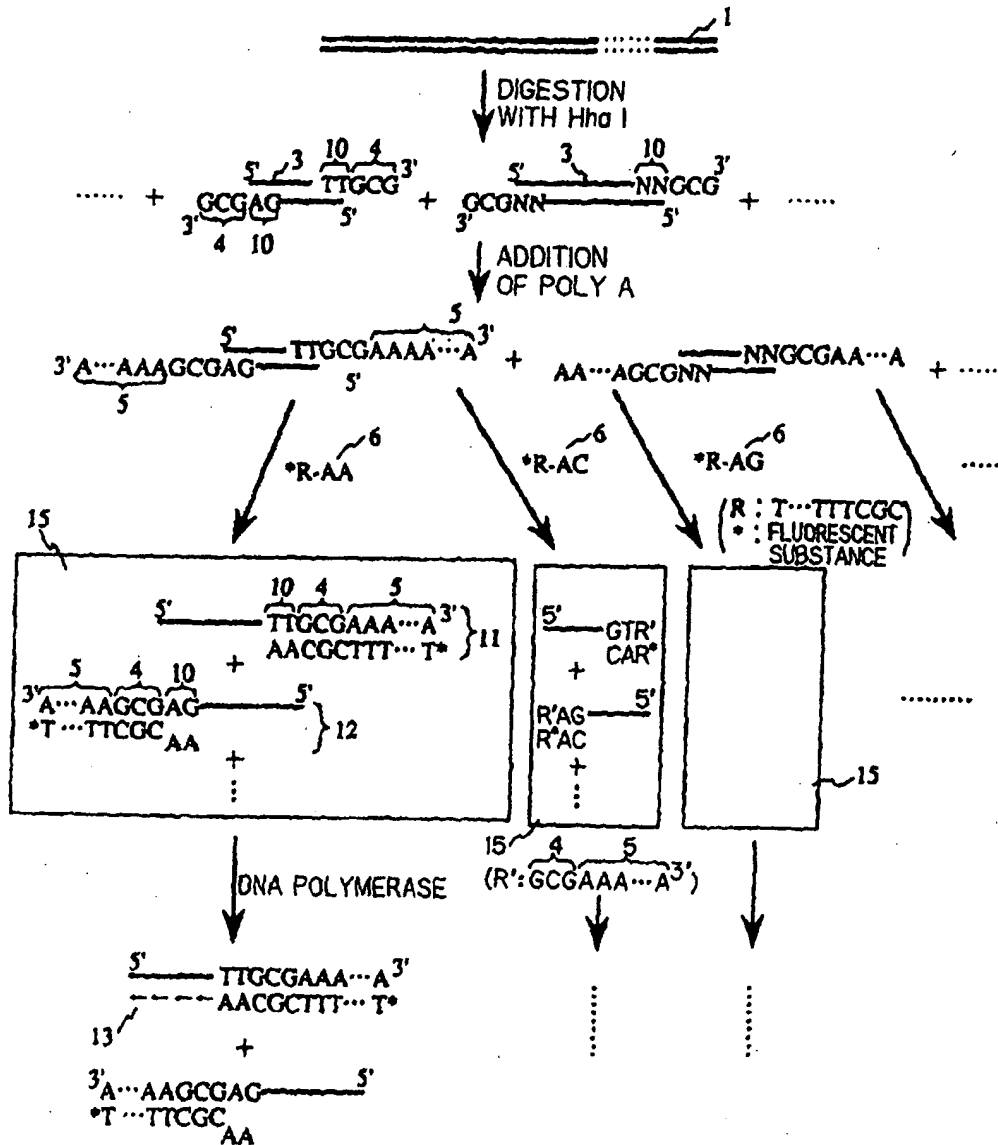 1
DIGESTION
WITH Hha I
5' 3 10 4
TTGCG 3'
...... +
GCGAG 5'
3' 4 10
+
5' 3 10
NNGCG 3'
GCGNN 5'
3'
+ ......
ADDITION
OF POLY A
5' 5
TTGCGAAAA...A 3'
3' A...AAAGCGAG 5'
5
+
NNGCGAA...A
AA...AGCGNN
+ ......
*R-AA 6
*R-AC 6
*R-AG 6
......
(R : T...TTTCGC
* : FLUORESCENT
SUBSTANCE)
15
10 4 5
5' TTGCGAAA...A 3'
AACGCTTT...T*
} 11
+
5 4 10
3' A...AAGCGAG 5'
*T...TTCGC AA
} 12
+
⋮
5'
GTR'
CAR*
+
5'
R'AG
R*AC
+
⋮
15
15
......
4 5
(R': GCGAAA...A 3')
DNA POLYMERASE
5' TTGCGAAA...A 3'
AACGCTTT...T*
13
+
3' A...AAGCGAG 5'
*T...TTCGC
AA